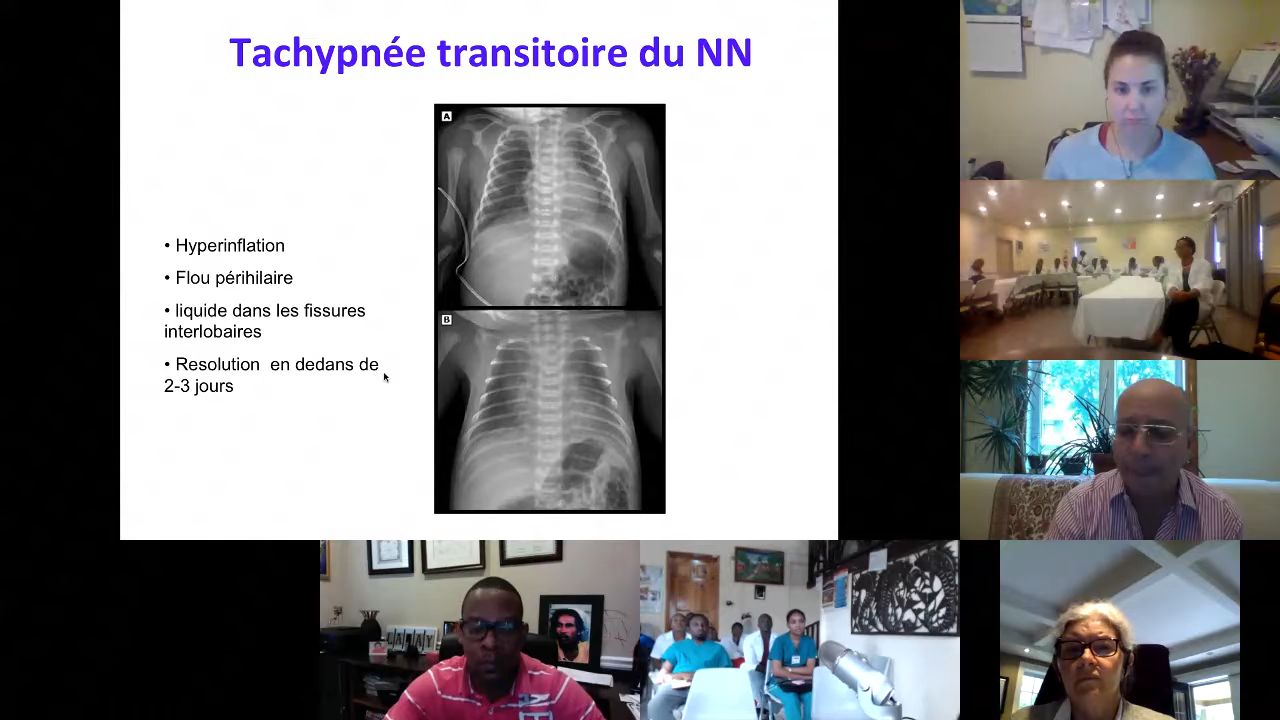 Tachypnée transitoire du NN
A
• Hyperinflation
• Flou périhilaire
• liquide dans les fissures
interlobaires
B
• Resolution  en dedans de
2-3 jours